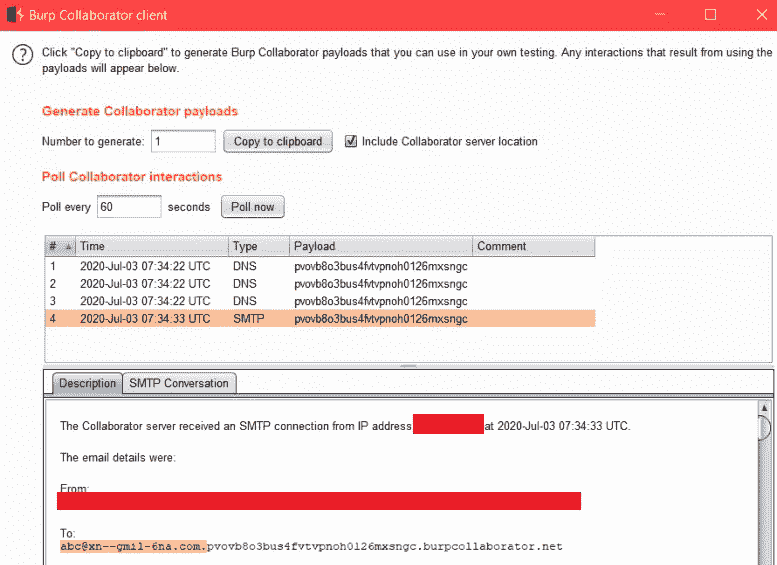 Burp Collaborator client
Click "Copy to clipboard" to generate Burp Collaborator payloads that you can use in your own testing. Any interactions that result from using the
payloads will appear below.
Generate Collaborator payloads
Number to generate: 1 Copy to clipboard Include Collaborator server location
Poll Collaborator interactions
Poll every 60 seconds Poll now
# Time Type Payload Comment
1 2020-Jul-03 07:34:22 UTC DNS pvovb8o3bus4fvtvpnoh0126mxsngc
2 2020-Jul-03 07:34:22 UTC DNS pvovb8o3bus4fvtvpnoh0126mxsngc
3 2020-Jul-03 07:34:22 UTC DNS pvovb8o3bus4fvtvpnoh0126mxsngc
4 2020-Jul-03 07:34:33 UTC SMTP pvovb8o3bus4fvtvpnoh0126mxsngc
Description SMTP Conversation
The Collaborator server received an SMTP connection from IP address at 2020-Jul-03 07:34:33 UTC.
The email details were:
From:
To:
abc@xn--gmil-6na.com.pvovb8o3bus4fvtvpnoh0126mxsngc.burpcollaborator.net